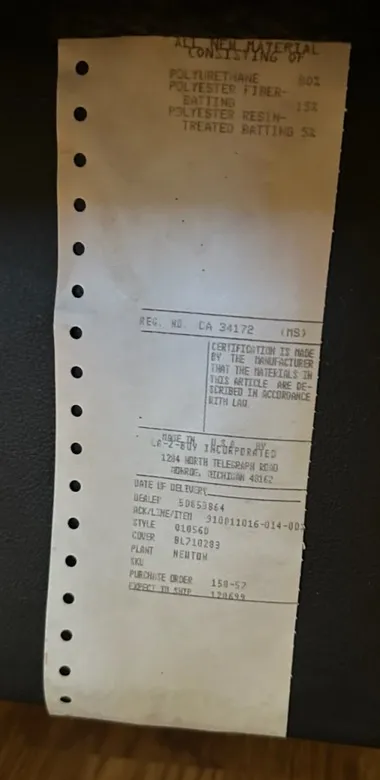 ALL NEW MATERIAL
CONSISTING OF
POLYURETHANE 80%
POLYESTER FIBER-
BATTING 15%
POLYESTER RESIN-
TREATED BATTING 5%
REG. NO. CA 34172 (MS)
CERTIFICATION IS MADE
BY THE MANUFACTURER
THAT THE MATERIALS IN
THIS ARTICLE ARE DE-
SCRIBED IN ACCORDANCE
WITH LAW.
MADE IN U.S.A. BY
LA-Z-BOY INCORPORATED
1284 NORTH TELEGRAPH ROAD
MONROE, MICHIGAN 48162
DATE OF DELIVERY
DEALER 50653864
ACK/LINE/ITEM 910811016-014-002
STYLE 010560
COVER BL710203
PLANT NEWTON
SKU
PURCHASE ORDER 150-57
EXPECT TO SHIP 120699